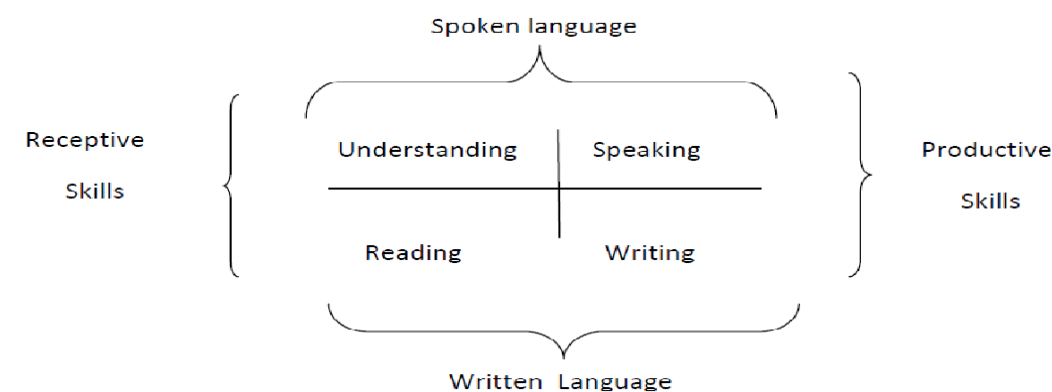 Spoken language
Receptive
Skills
Understanding
Speaking
Reading
Writing
Productive
Skills
Written Language